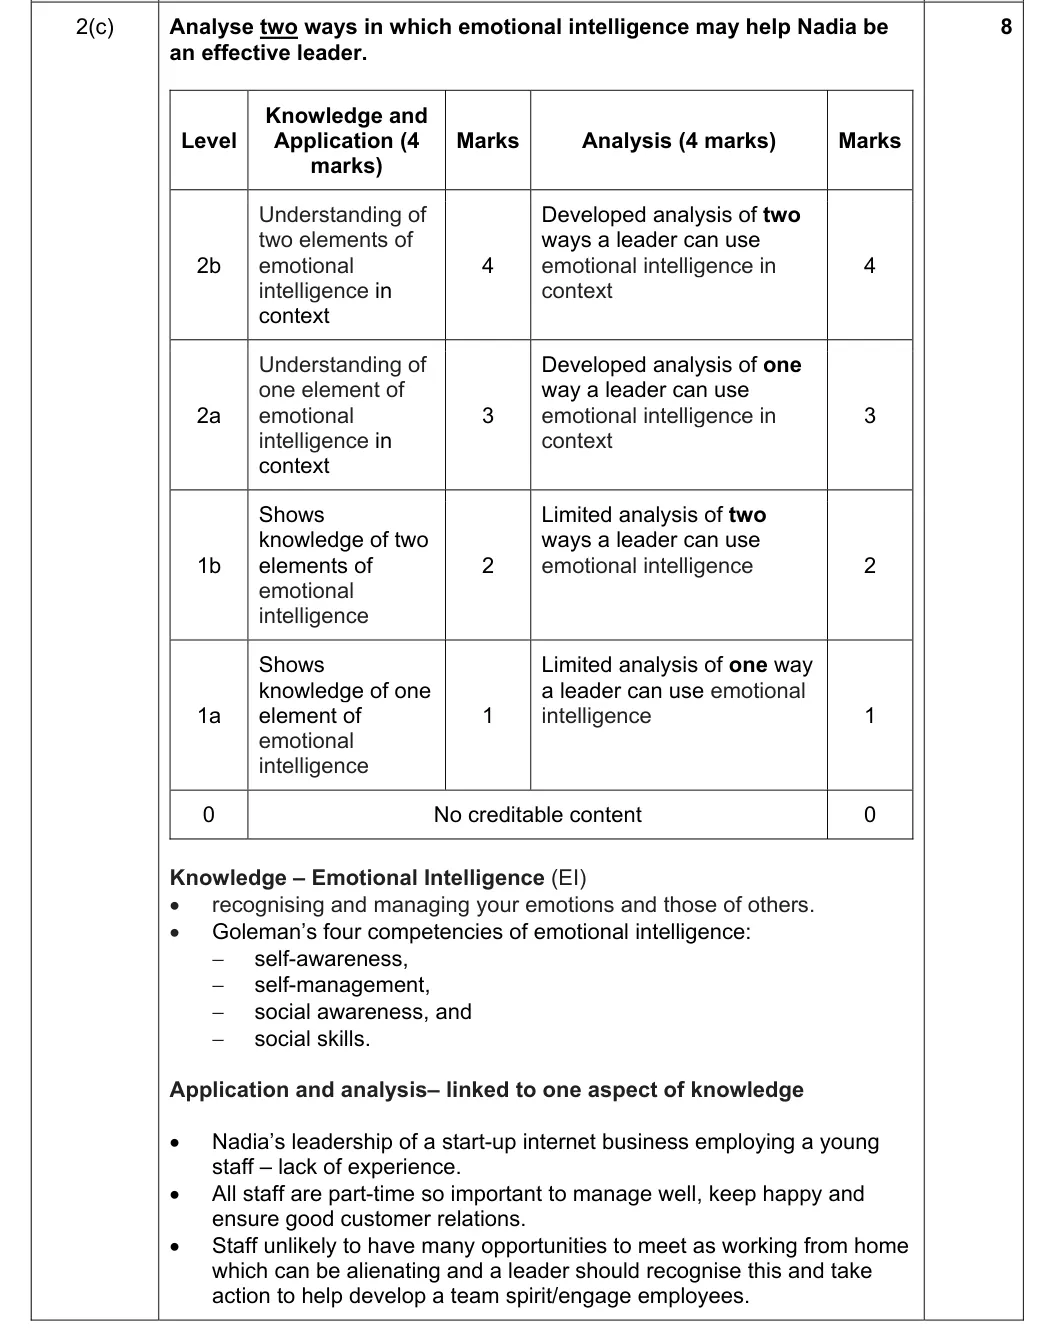 2(c)
Analyse two ways in which emotional intelligence may help Nadia be
an effective leader.
8
Level
Knowledge and
Application (4
marks)
Marks
Analysis (4 marks)
Marks
2b
Understanding of
two elements of
emotional
intelligence in
context
4
Developed analysis of two
ways a leader can use
emotional intelligence in
context
4
2a
Understanding of
one element of
emotional
intelligence in
context
3
Developed analysis of one
way a leader can use
emotional intelligence in
context
3
1b
Shows
knowledge of two
elements of
emotional
intelligence
2
Limited analysis of two
ways a leader can use
emotional intelligence
2
1a
Shows
knowledge of one
element of
emotional
intelligence
1
Limited analysis of one way
a leader can use emotional
intelligence
1
0
No creditable content
0
Knowledge – Emotional Intelligence (EI)
• recognising and managing your emotions and those of others.
• Goleman’s four competencies of emotional intelligence:
– self-awareness,
– self-management,
– social awareness, and
– social skills.
Application and analysis– linked to one aspect of knowledge
• Nadia’s leadership of a start-up internet business employing a young
staff – lack of experience.
• All staff are part-time so important to manage well, keep happy and
ensure good customer relations.
• Staff unlikely to have many opportunities to meet as working from home
which can be alienating and a leader should recognise this and take
action to help develop a team spirit/engage employees.